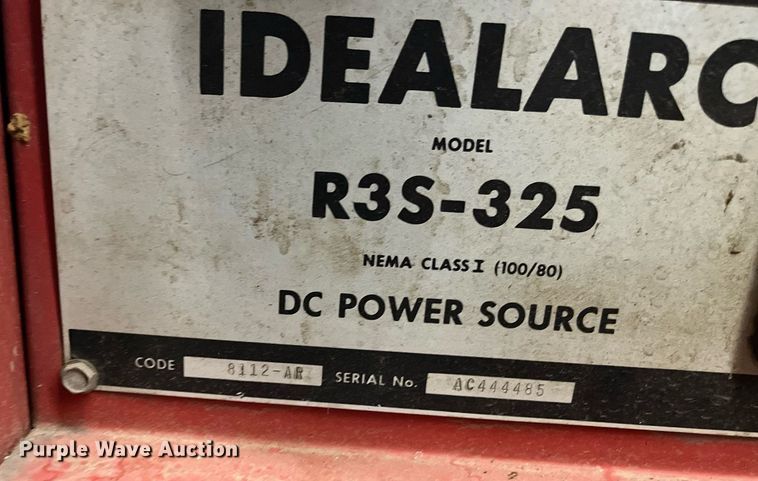 IDEALARC
MODEL
R3S-325
NEMA CLASS I (100/80)
DC POWER SOURCE
CODE 8112-AR SERIAL No. AC444485
Purple Wave Auction